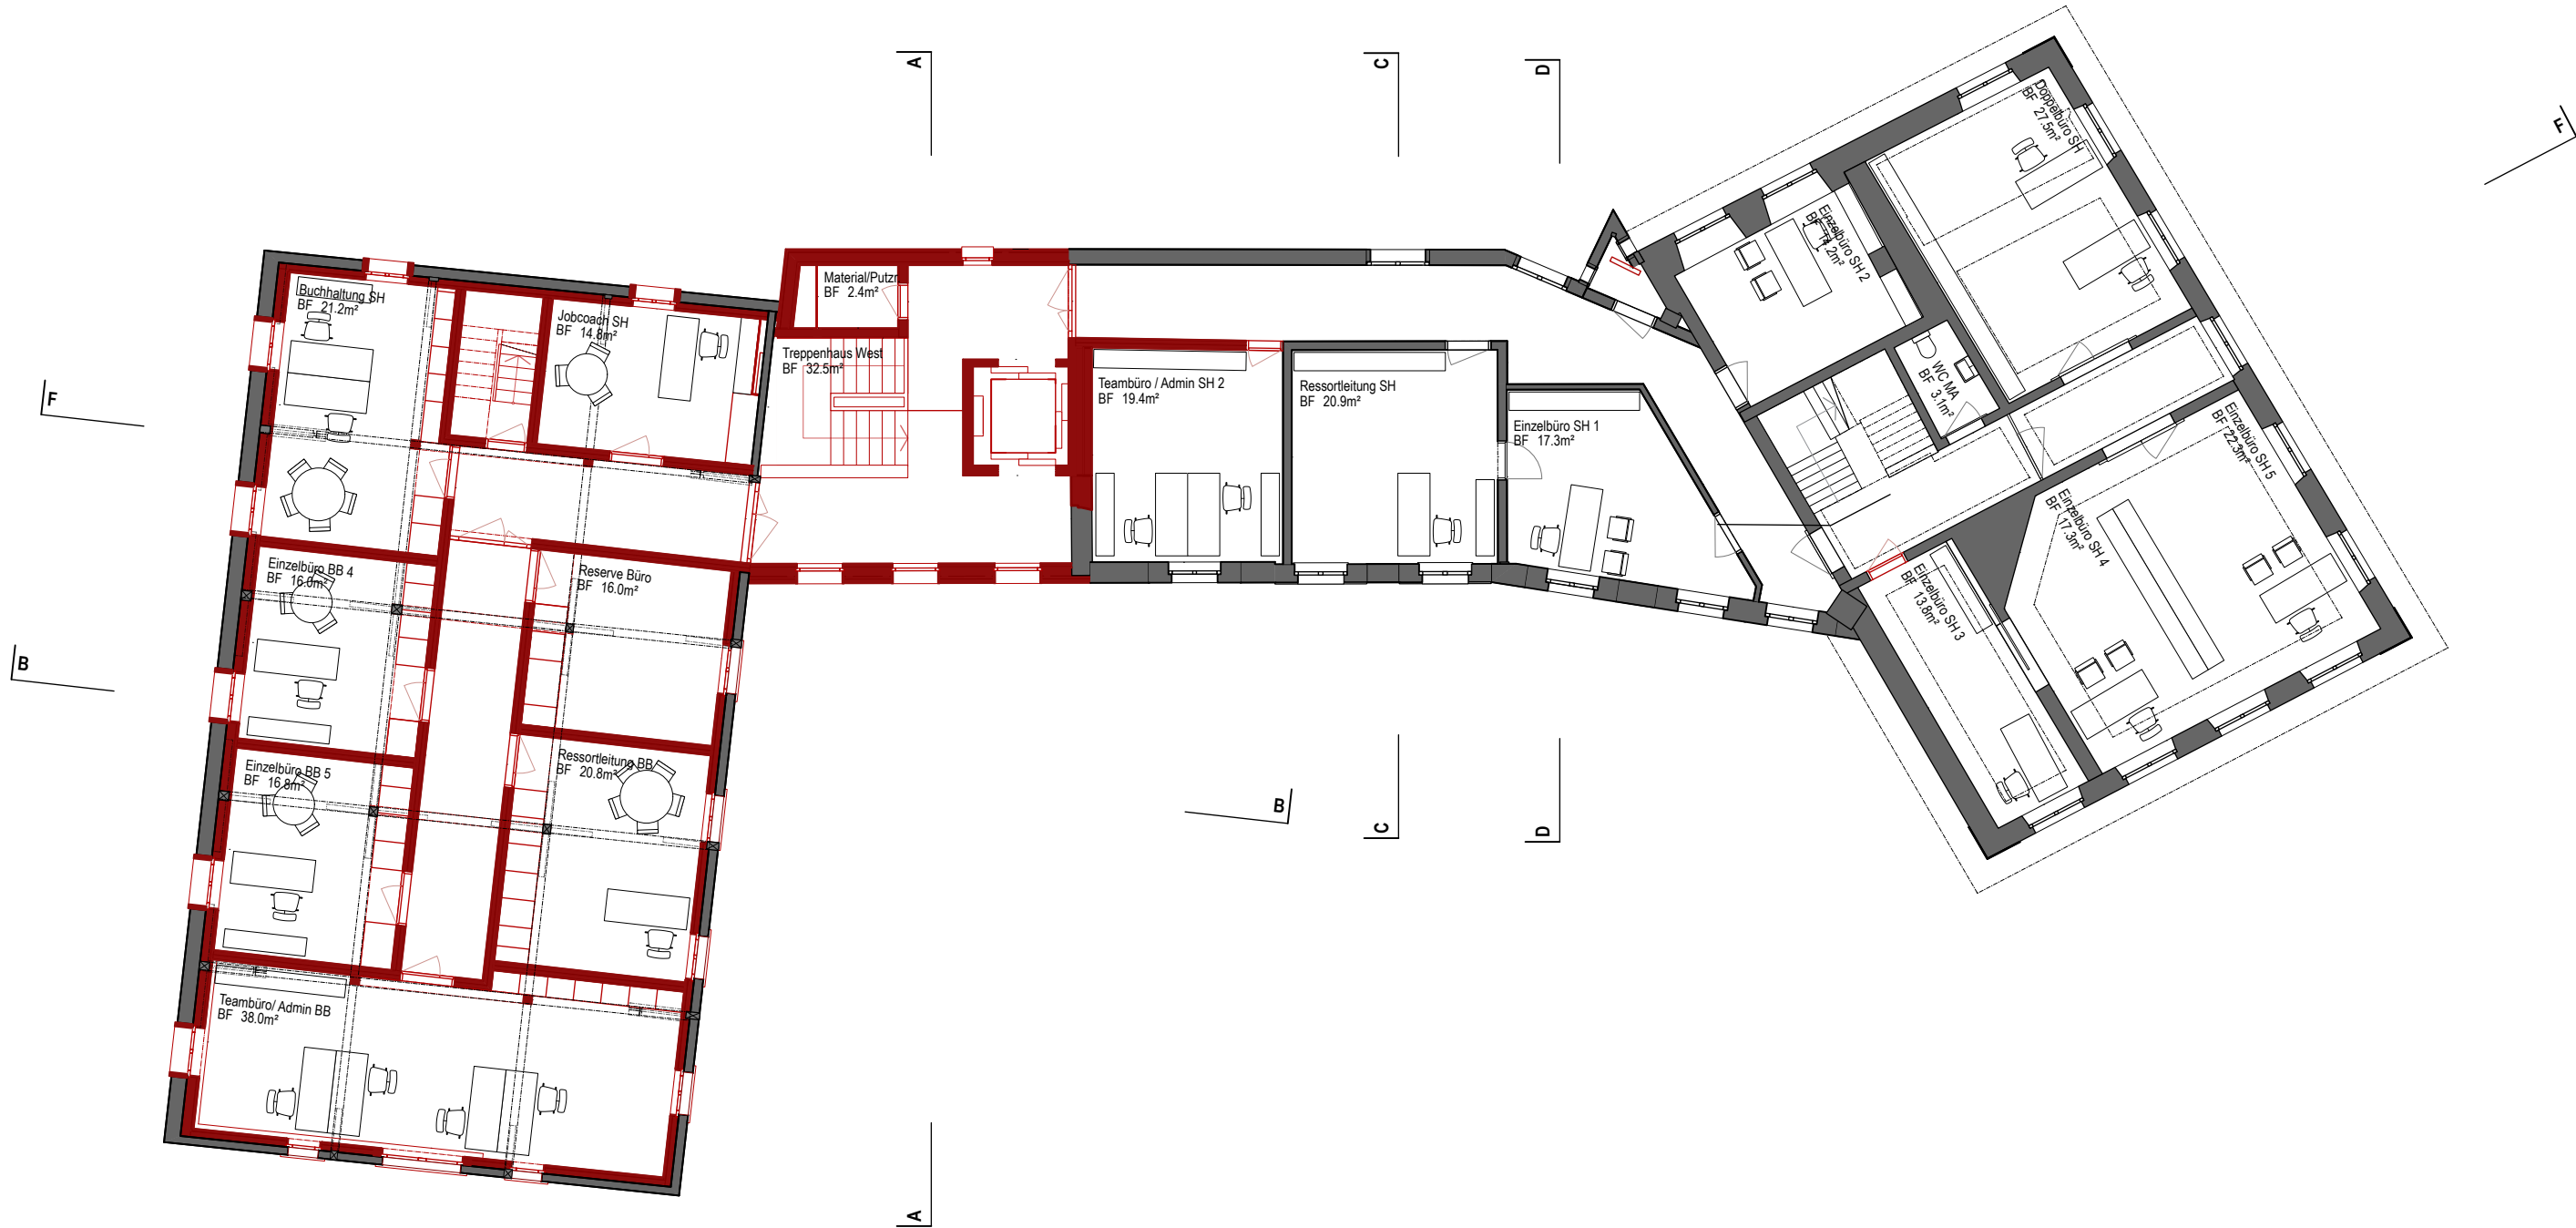 A
C
D
F
Doppelbüro SH
BF 27.5m²
Einzelbüro SH 2
Material/Putzr
BF 2.4m²
Buchhaltung SH
BF 21.2m²
Jobcoach SH
BF 14.8m²
Treppenhaus West
BF 32.5m²
Teambüro / Admin SH 2
BF 19.4m²
Ressortleitung SH
BF 20.9m²
Einzelbüro SH 1
BF 17.3m²
WC MA
BF 3.1m²
Einzelbüro SH 5
BF 22.3m²
Einzelbüro SH 4
BF 17.3m²
Einzelbüro SH 3
BF 13.8m²
F
Einzelbüro BB 4
BF 16.0m²
Reserve Büro
BF 16.0m²
B
Einzelbüro BB 5
BF 16.8m²
Ressortleitung BB
BF 20.8m²
B
C
D
Teambüro/ Admin BB
BF 38.0m²
A